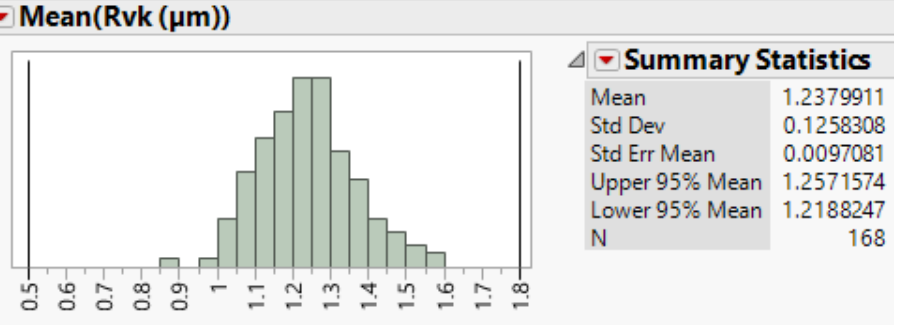 Mean(Rvk (µm))
0.5 0.6 0.7 0.8 0.9 1 1.1 1.2 1.3 1.4 1.5 1.6 1.7 1.8
Summary Statistics
Mean 1.2379911
Std Dev 0.1258308
Std Err Mean 0.0097081
Upper 95% Mean 1.2571574
Lower 95% Mean 1.2188247
N 168